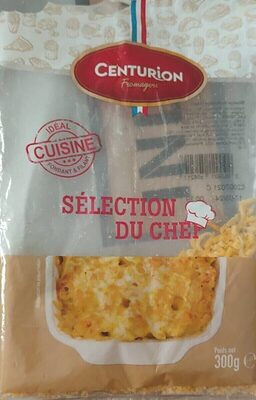 CENTURION
Fromagers
IDEAL
CUISINE
FONDANT & FILANT
SÉLECTION
DU CHEF
Poids net
300g